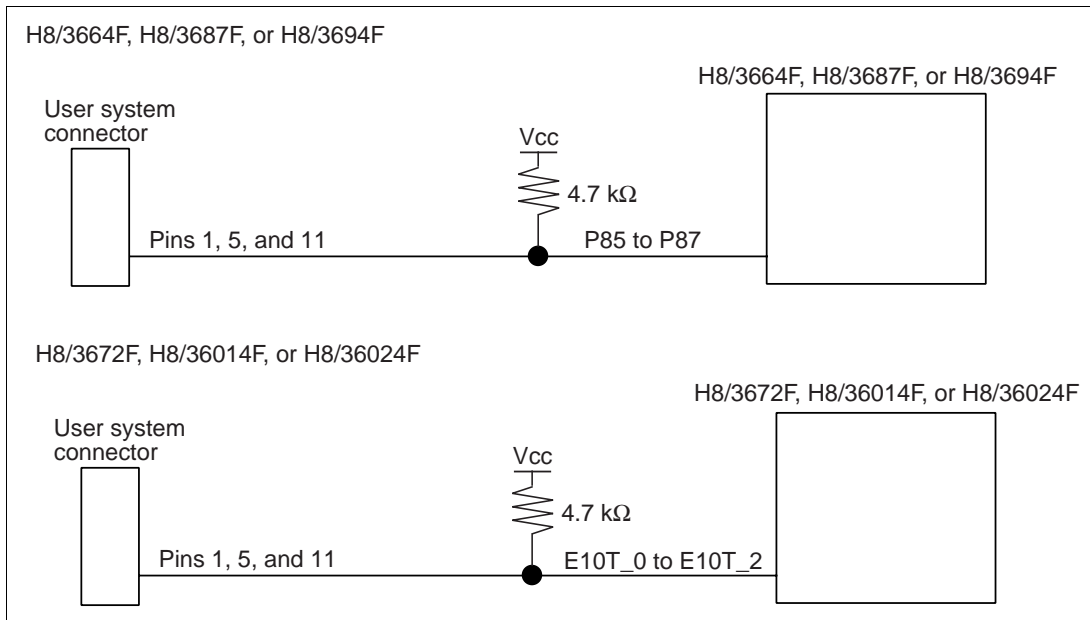 H8/3664F, H8/3687F, or H8/3694F
H8/3664F, H8/3687F, or H8/3694F
User system
connector
Vcc
4.7 kΩ
Pins 1, 5, and 11
P85 to P87
H8/3672F, H8/36014F, or H8/36024F
H8/3672F, H8/36014F, or H8/36024F
User system
connector
Vcc
4.7 kΩ
Pins 1, 5, and 11
E10T_0 to E10T_2